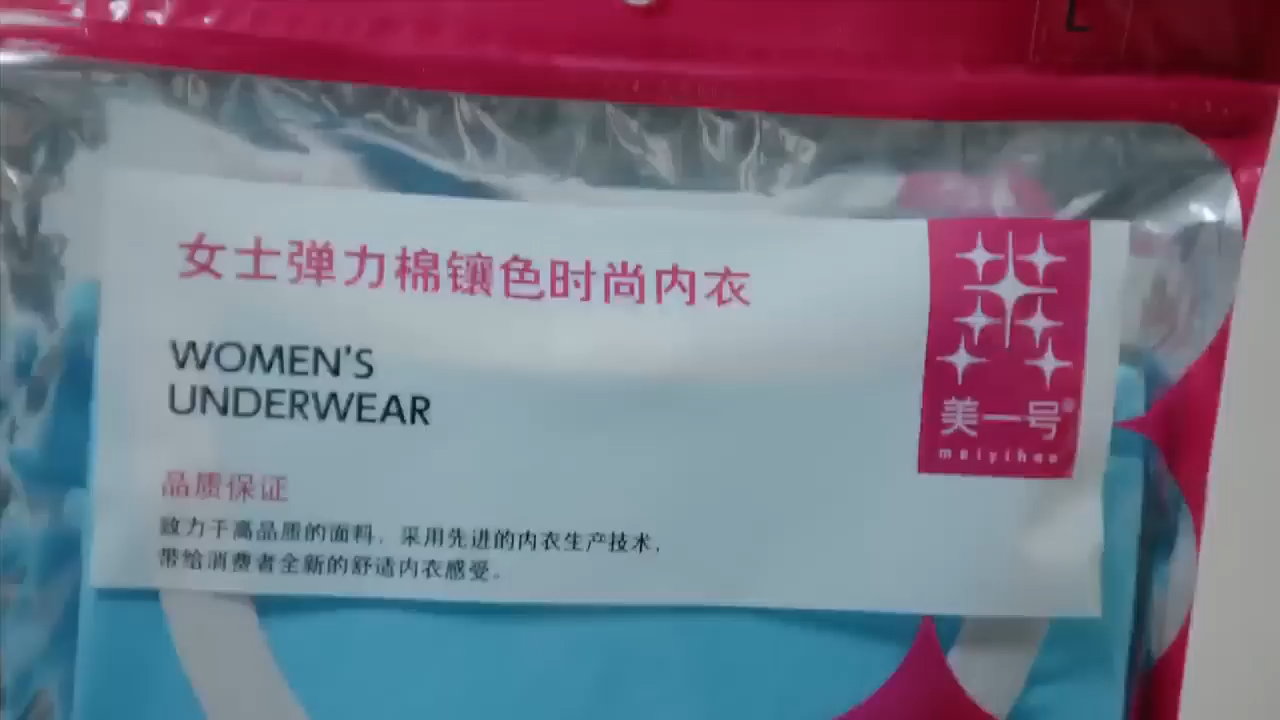 L
女士弹力棉镶色时尚内衣
WOMEN'S
UNDERWEAR
美一号®
meiyihao
品质保证
致力于高品质的面料，采用先进的内衣生产技术，
带给消费者全新的舒适内衣感受。